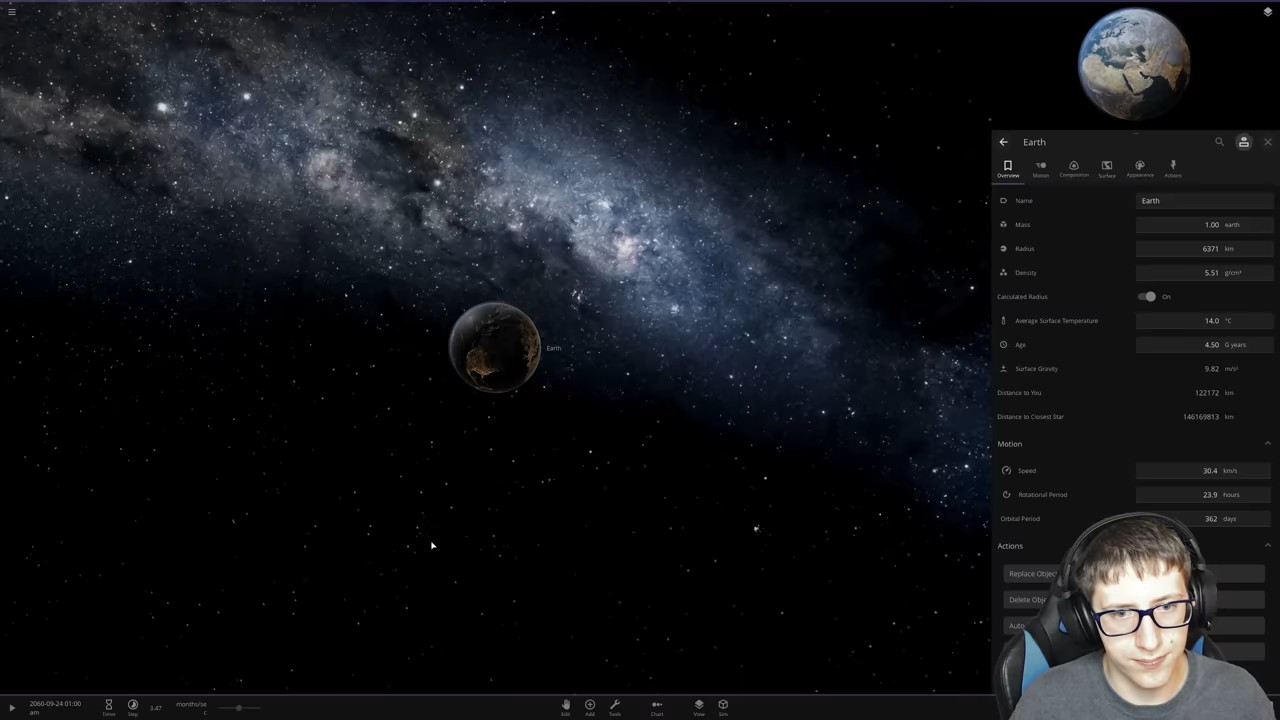 Earth
Overview
Motion
Composition
Surface
Appearance
Actions
Name Earth
Mass 1.00 earth
Radius 6371 km
Density 5.51 g/cm³
Calculated Radius On
Average Surface Temperature 14.0 °C
Age 4.50 G years
Surface Gravity 9.82 m/s²
Distance to You 122172 km
Distance to Closest Star 146169813 km
Motion
Speed 30.4 km/s
Rotational Period 23.9 hours
Orbital Period 362 days
Actions
Replace Objec
Delete Obje
Auto
Earth
2060-09-24 01:00
am
Timer
Step
3.47
months/se
c
Edit
Add
Tools
Chart
View
Sim